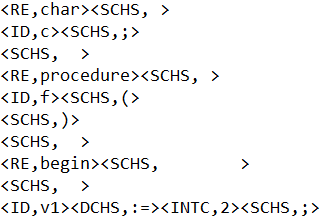 <RE,char><SCHS, >
<ID,c><SCHS,;>
<SCHS,  >
<RE,procedure><SCHS, >
<ID,f><SCHS,(>
<SCHS,)>
<SCHS,  >
<RE,begin><SCHS,        >
<SCHS,  >
<ID,v1><DCHS,:=><INTC,2><SCHS,;>